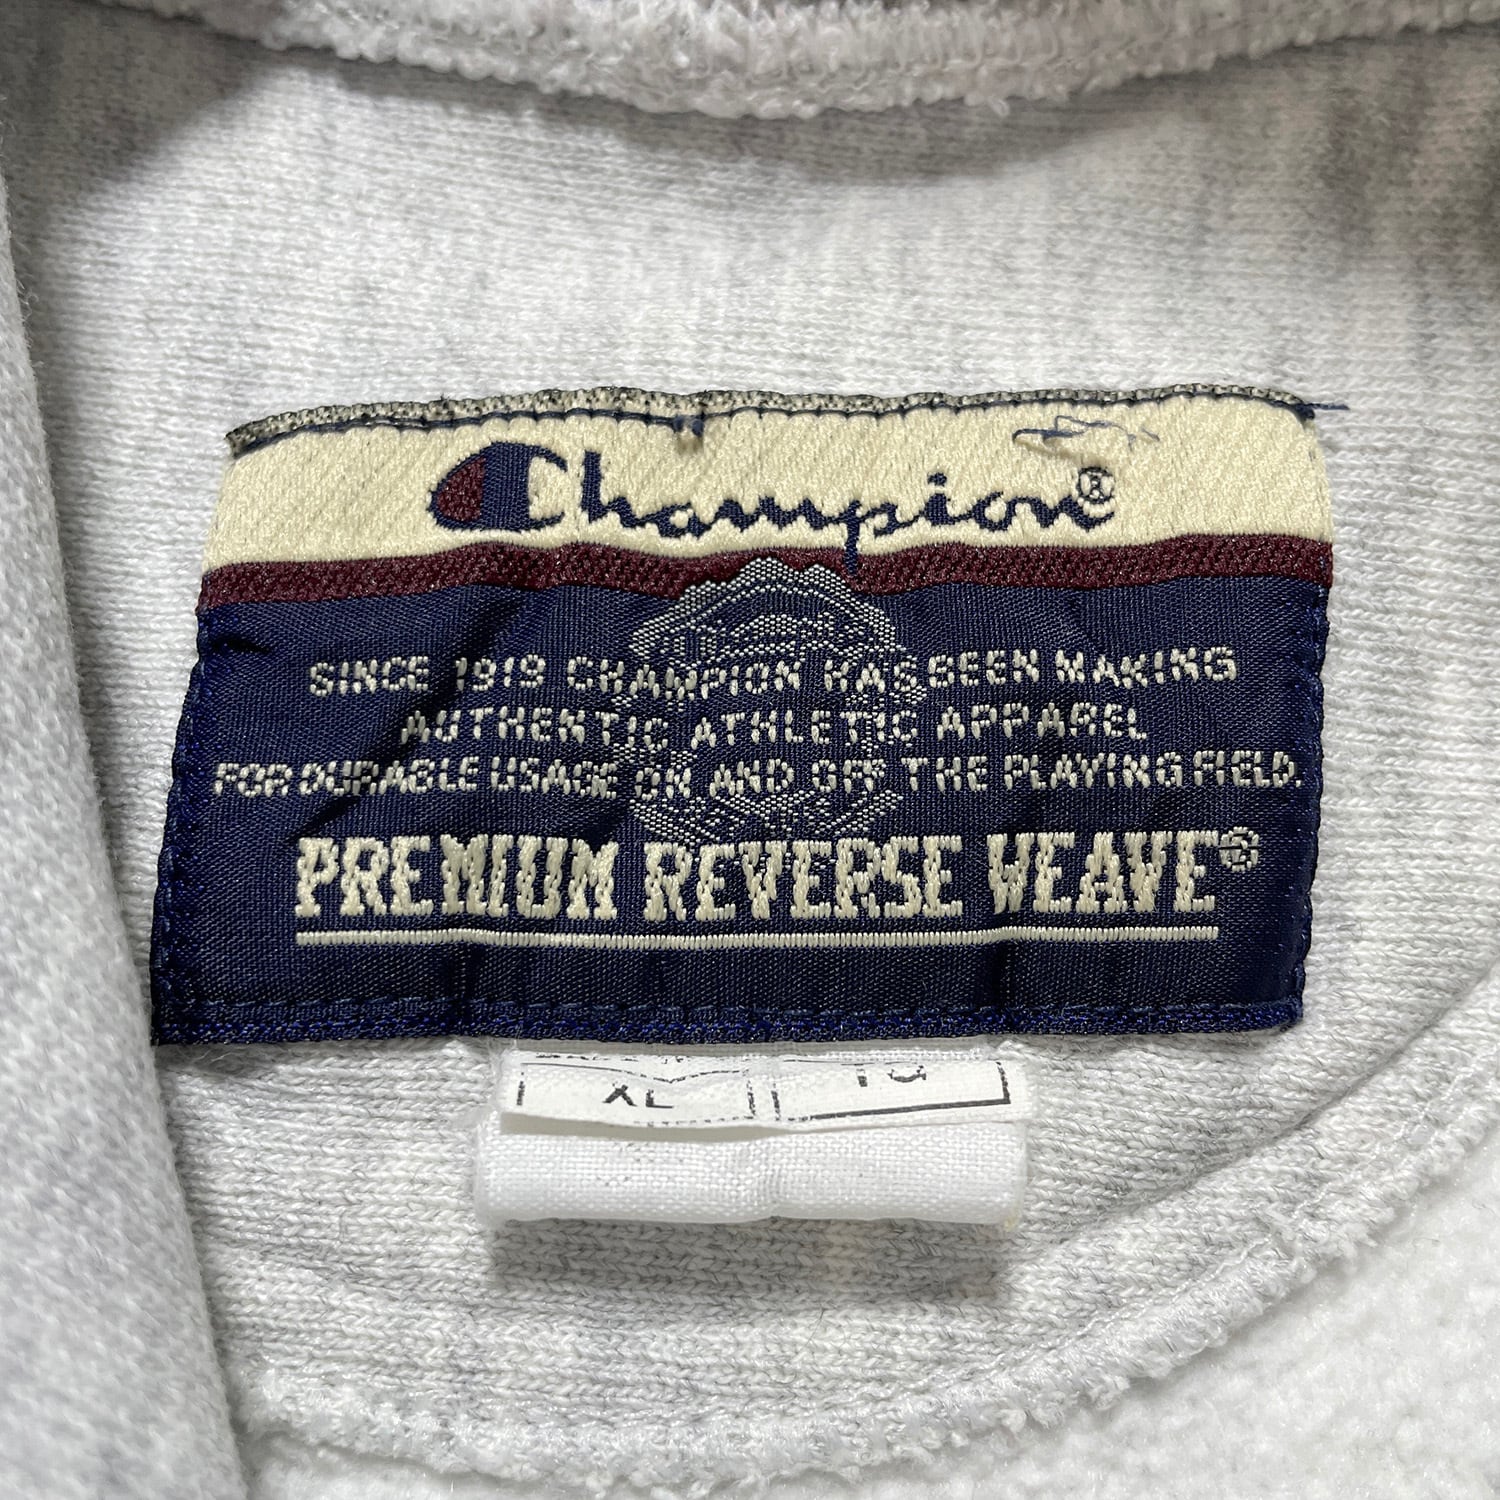 Champion®
SINCE 1919 CHAMPION HAS BEEN MAKING
AUTHENTIC ATHLETIC APPAREL
FOR DURABLE USAGE ON AND OFF THE PLAYING FIELD.
PREMIUM REVERSE WEAVE®
XL TG